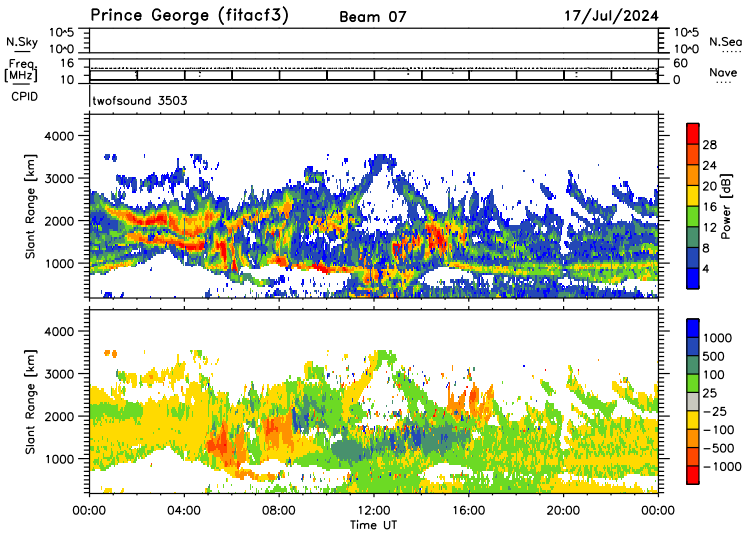 Prince George (fitacf3) Beam 07 17/Jul/2024
10^5 10^5
N.Sky N.Sea
10^0 10^0
Freq. 16 60
[MHz] Nave
10 0
CPID twofsound 3503
4000
3000
2000
1000
Slant Range [km]
28
24
20
16
12
8
4
Power [dB]
4000
3000
2000
1000
Slant Range [km]
1000
500
100
25
-25
-100
-500
-1000
00:00 04:00 08:00 12:00 16:00 20:00 00:00
Time UT